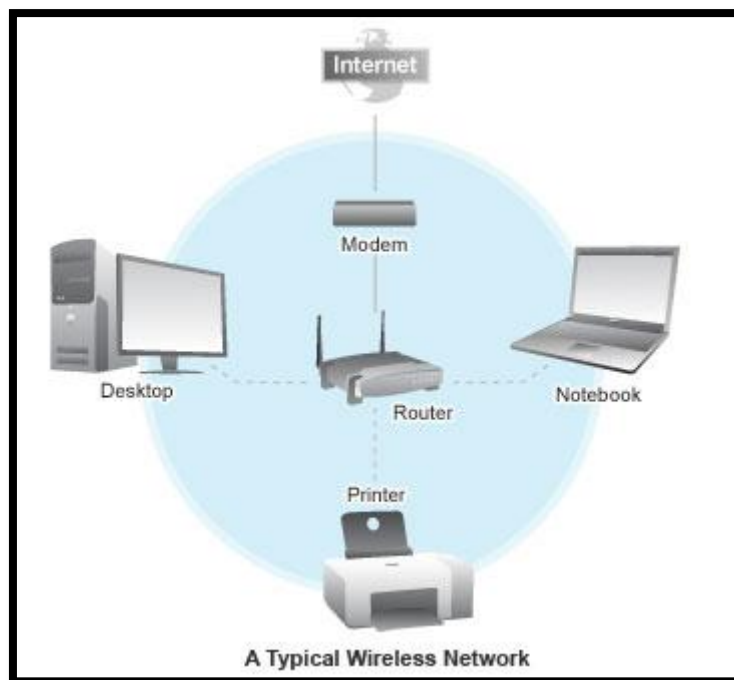 Internet
Modem
Desktop
Router
Notebook
Printer
A Typical Wireless Network